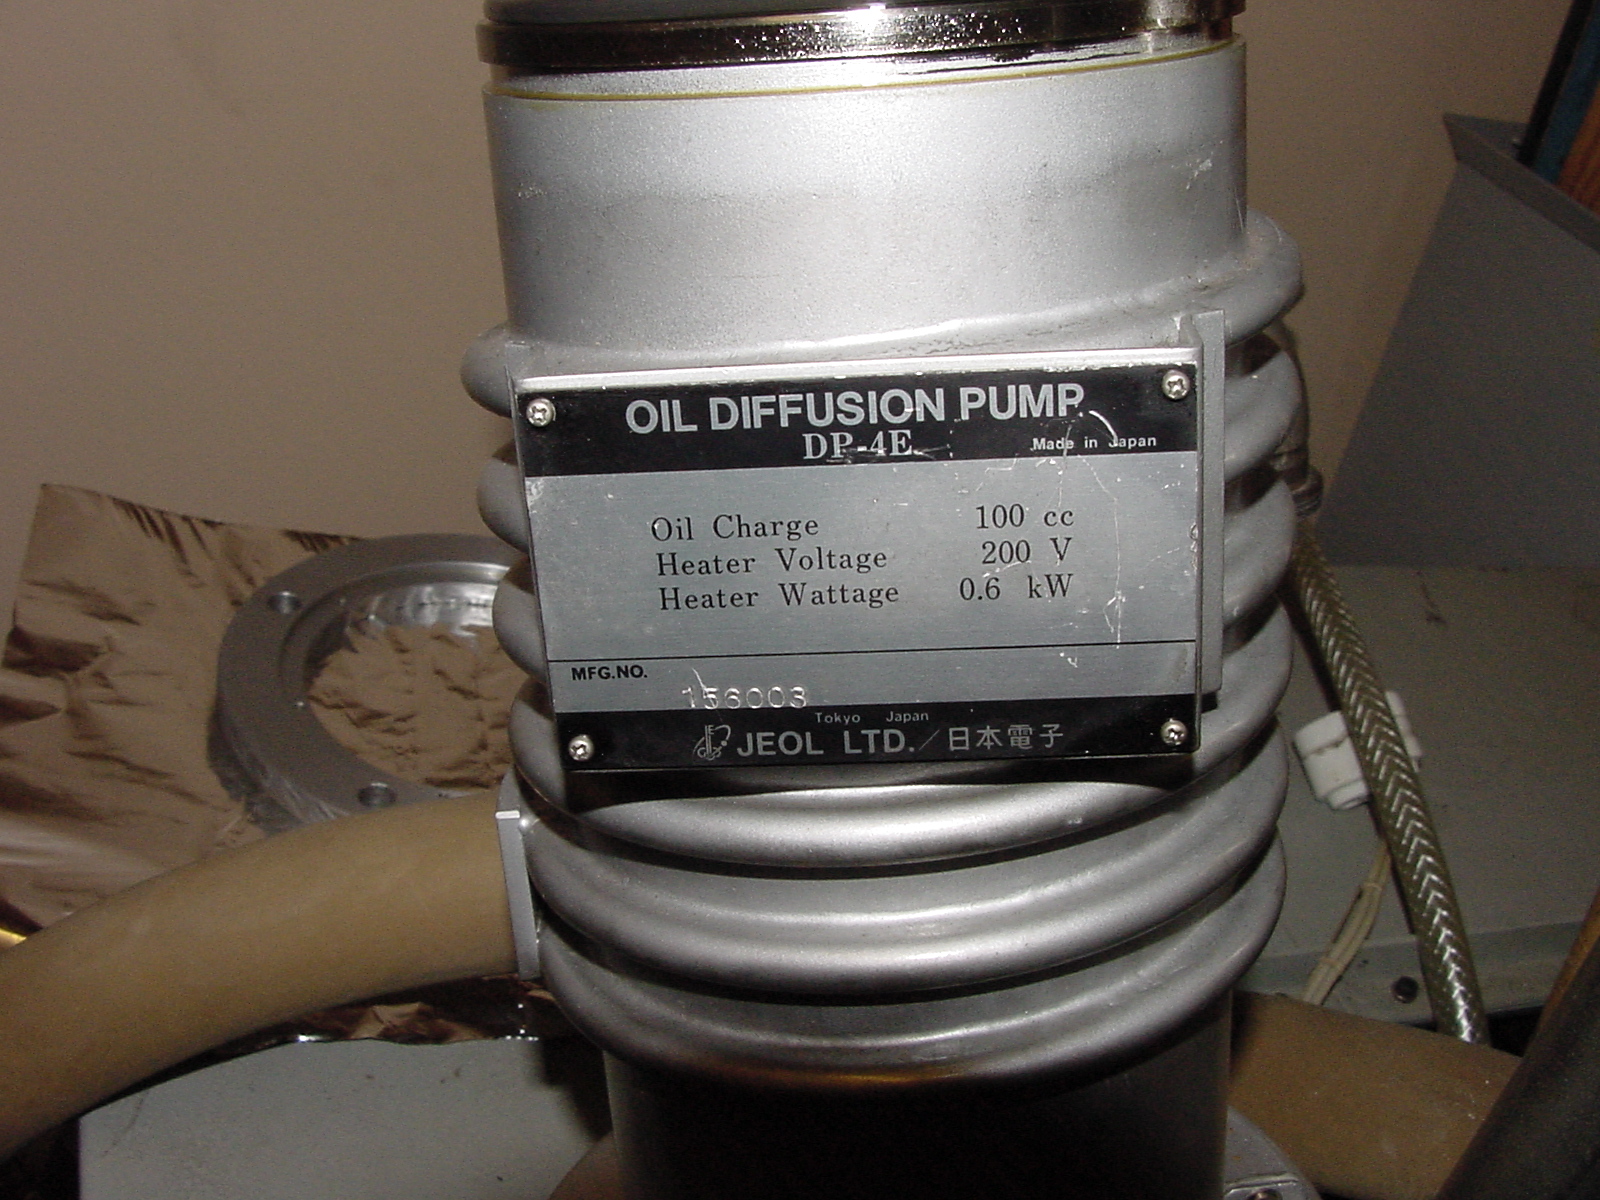 OIL DIFFUSION PUMP
DP-4E
Made in Japan
Oil Charge 100 cc
Heater Voltage 200 V
Heater Wattage 0.6 kW
MFG.NO.
156003
Tokyo Japan
JEOL LTD./日本電子